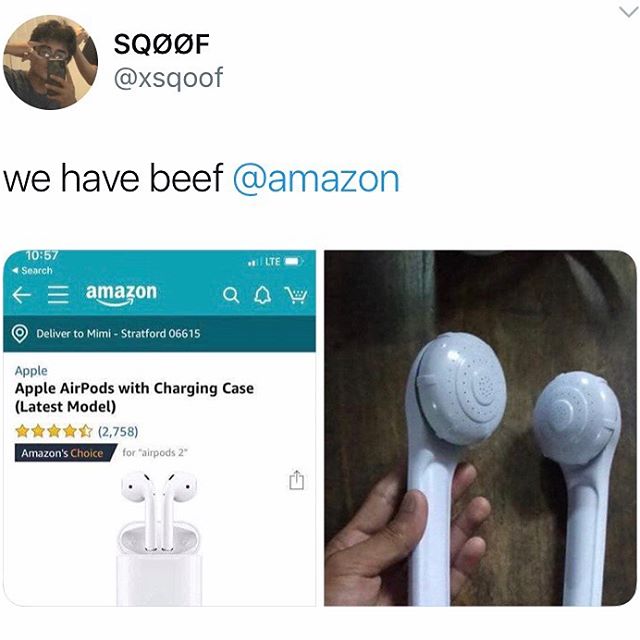 SQØØF
@xsqoof
we have beef @amazon
10:57
LTE
Search
amazon
Deliver to Mimi - Stratford 06615
Apple
Apple AirPods with Charging Case
(Latest Model)
(2,758)
Amazon's Choice for "airpods 2"